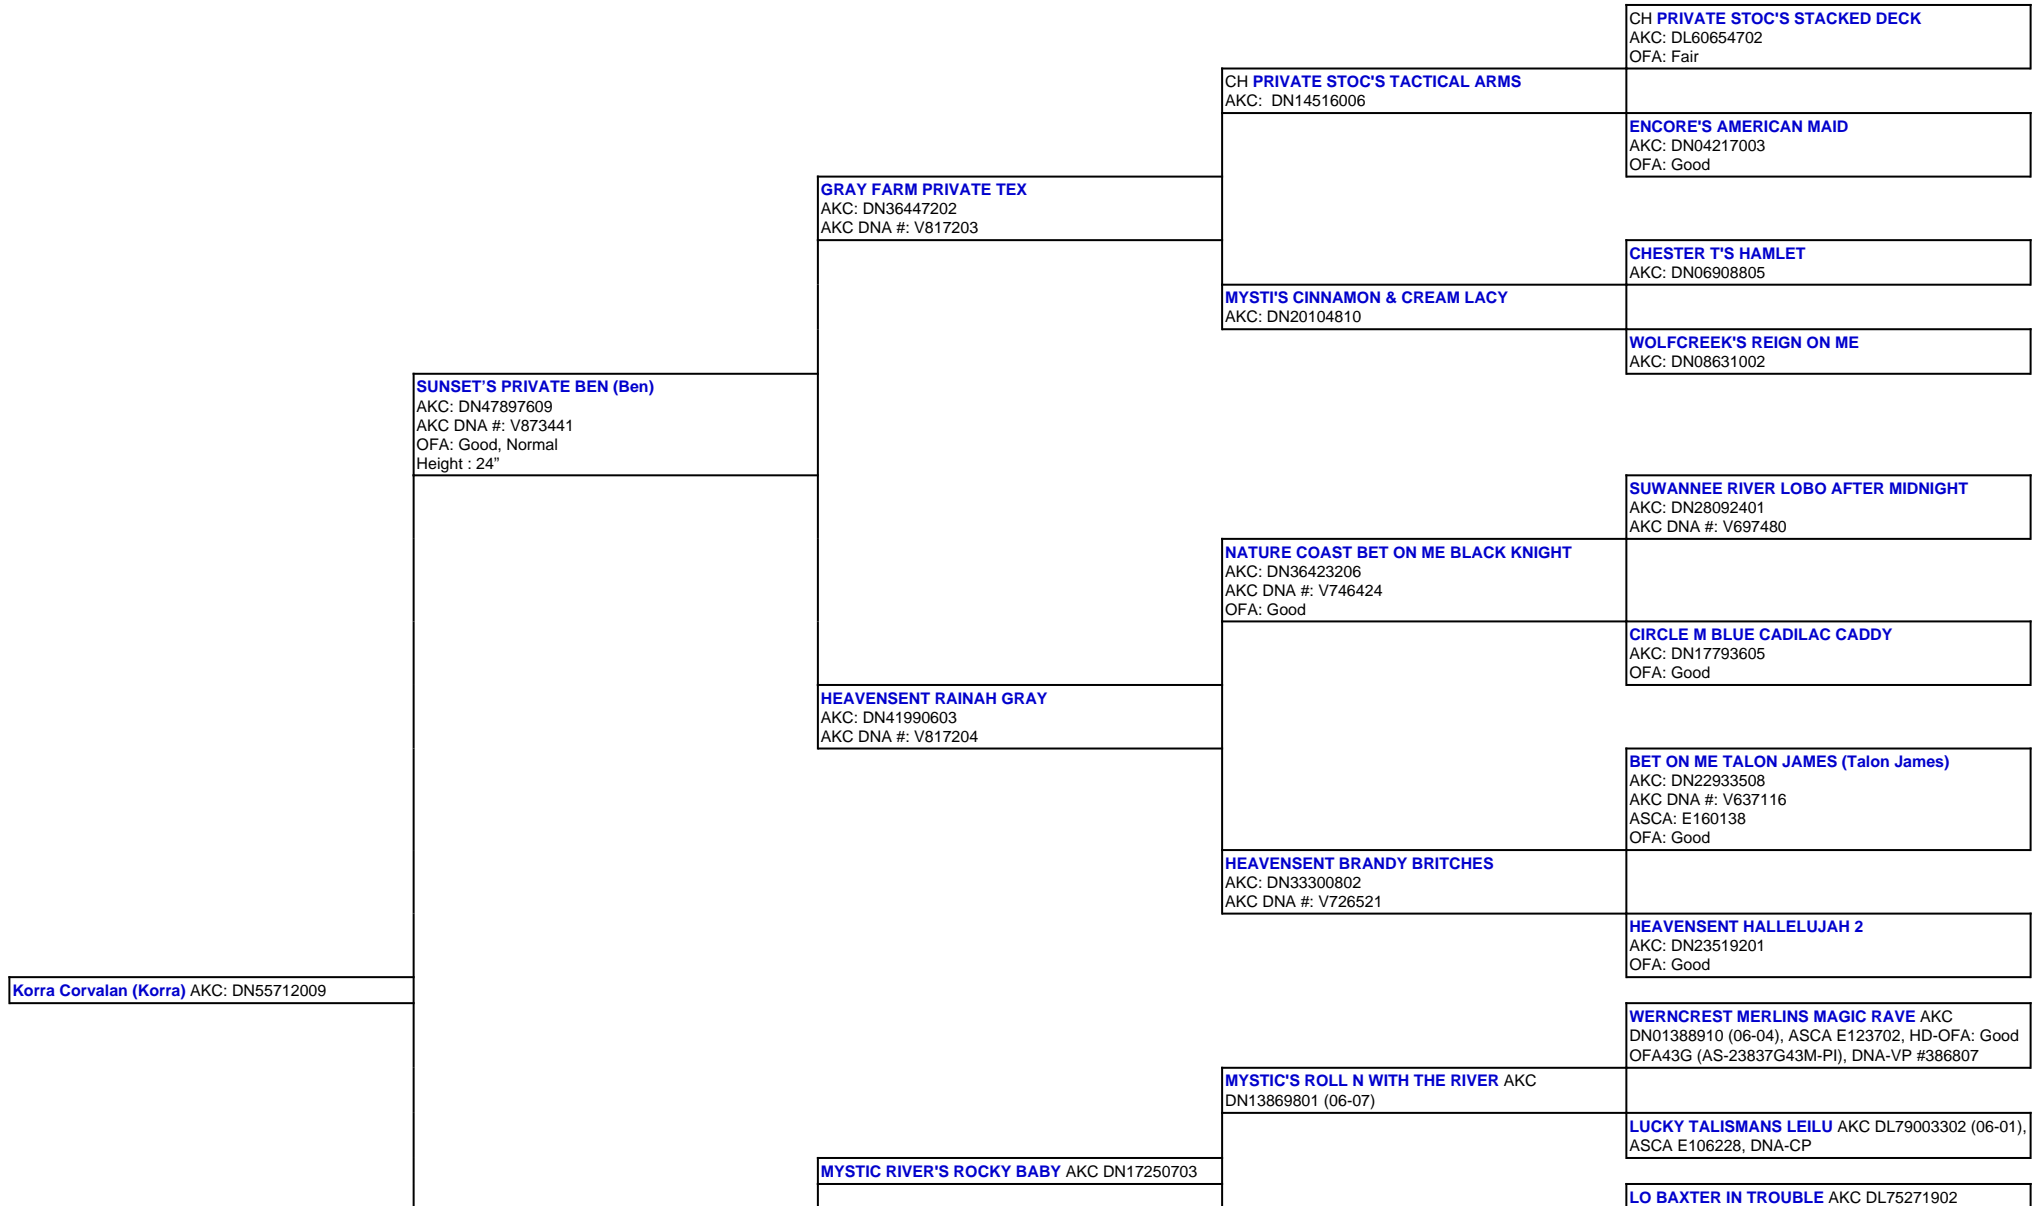 CH PRIVATE STOC'S STACKED DECK
AKC: DL60654702
OFA: Fair
CH PRIVATE STOC'S TACTICAL ARMS
AKC:  DN14516006
ENCORE'S AMERICAN MAID
AKC: DN04217003
OFA: Good
GRAY FARM PRIVATE TEX
AKC: DN36447202
AKC DNA #: V817203
CHESTER T'S HAMLET
AKC: DN06908805
MYSTI'S CINNAMON & CREAM LACY
AKC: DN20104810
WOLFCREEK'S REIGN ON ME
AKC: DN08631002
SUNSET’S PRIVATE BEN (Ben)
AKC: DN47897609
AKC DNA #: V873441
OFA: Good, Normal
Height : 24”
SUWANNEE RIVER LOBO AFTER MIDNIGHT
AKC: DN28092401
AKC DNA #: V697480
NATURE COAST BET ON ME BLACK KNIGHT
AKC: DN36423206
AKC DNA #: V746424
OFA: Good
CIRCLE M BLUE CADILAC CADDY
AKC: DN17793605
OFA: Good
HEAVENSENT RAINAH GRAY
AKC: DN41990603
AKC DNA #: V817204
BET ON ME TALON JAMES (Talon James)
AKC: DN22933508
AKC DNA #: V637116
ASCA: E160138
OFA: Good
HEAVENSENT BRANDY BRITCHES
AKC: DN33300802
AKC DNA #: V726521
HEAVENSENT HALLELUJAH 2
AKC: DN23519201
OFA: Good
Korra Corvalan (Korra) AKC: DN55712009
WERNCREST MERLINS MAGIC RAVE AKC
DN01388910 (06-04), ASCA E123702, HD-OFA: Good
OFA43G (AS-23837G43M-PI), DNA-VP #386807
MYSTIC'S ROLL N WITH THE RIVER AKC
DN13869801 (06-07)
LUCKY TALISMANS LEILU AKC DL79003302 (06-01),
ASCA E106228, DNA-CP
MYSTIC RIVER'S ROCKY BABY AKC DN17250703
LO BAXTER IN TROUBLE AKC DL75271902